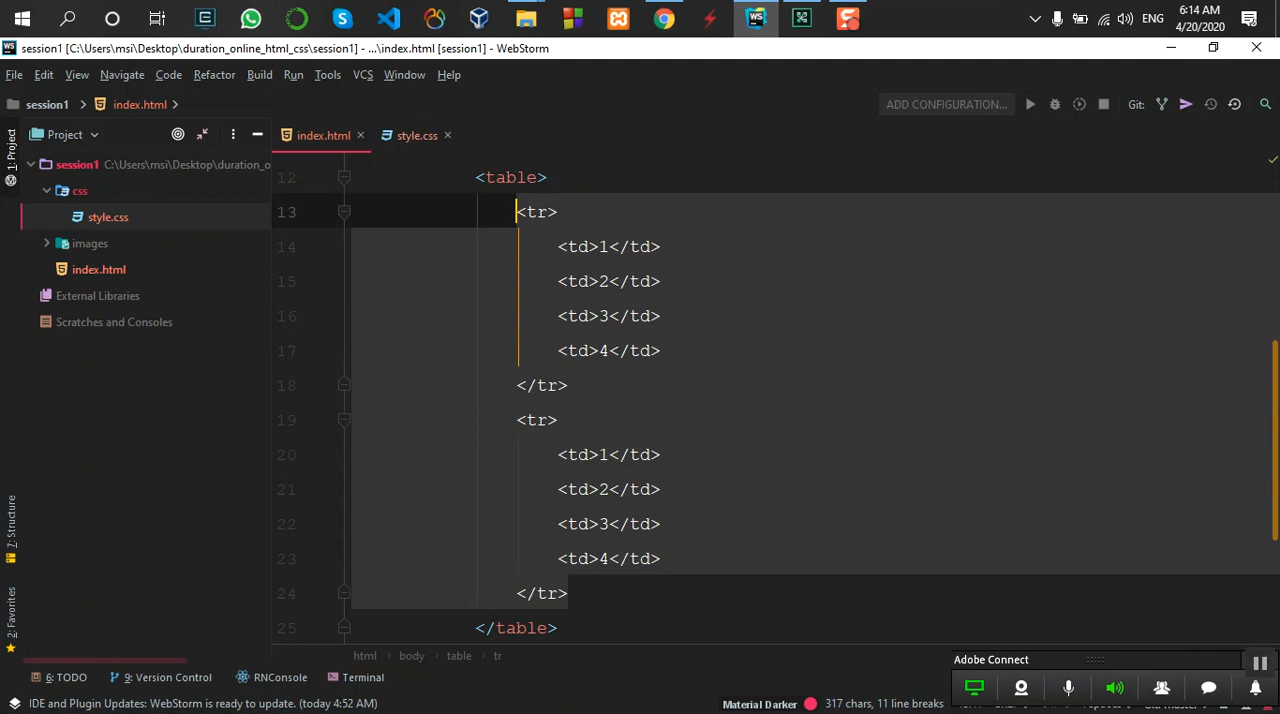 ENG
6:14 AM
4/20/2020
session1 [C:\Users\msi\Desktop\duration_online_html_css\session1] - ...\index.html [session1] - WebStorm
File Edit View Navigate Code Refactor Build Run Tools VCS Window Help
session1 index.html
ADD CONFIGURATION...
Git:
1: Project
Project
index.html
style.css
session1 C:\Users\msi\Desktop\duration_o
css
style.css
images
index.html
External Libraries
Scratches and Consoles
7: Structure
2: Favorites
12 <table>
13 <tr>
14 <td>1</td>
15 <td>2</td>
16 <td>3</td>
17 <td>4</td>
18 </tr>
19 <tr>
20 <td>1</td>
21 <td>2</td>
22 <td>3</td>
23 <td>4</td>
24 </tr>
25 </table>
html body table tr
Adobe Connect
6: TODO
9: Version Control
RNConsole
Terminal
IDE and Plugin Updates: WebStorm is ready to update. (today 4:52 AM)
Material Darker
317 chars, 11 line breaks